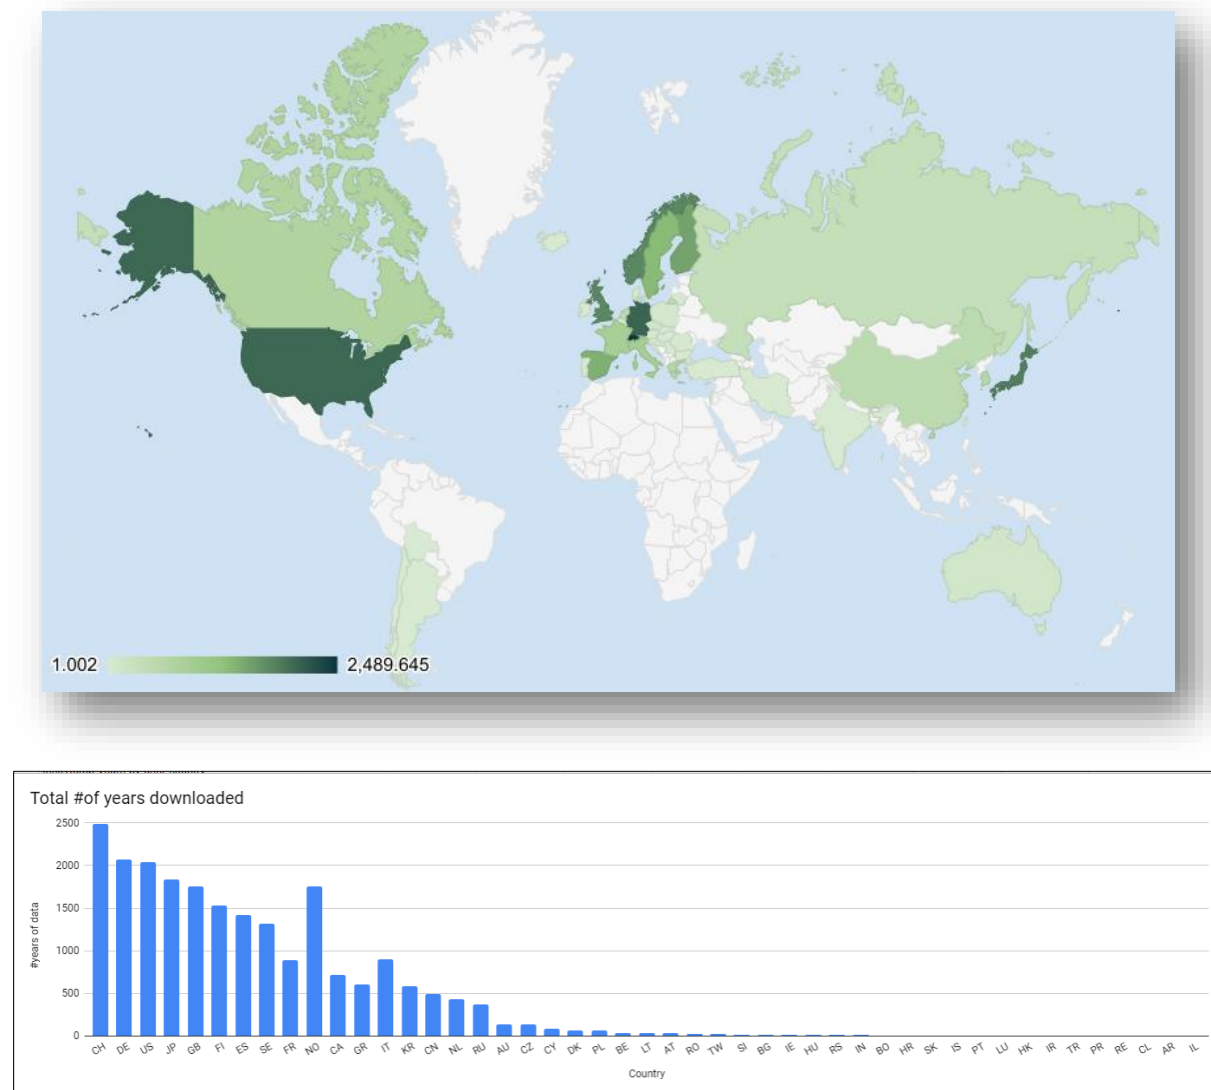 1.002
2,489.645
Total #of years downloaded
#years of data
2500
2000
1500
1000
500
0
CH DE US JP GB FI ES SE FR NO CA GR IT KR CN NL RU AU CZ CY DK PL BE LT AT RO TW SI BG IE HU RS IN BO HR SK IS PT LU HK IR TR PR RE CL AR IL
Country